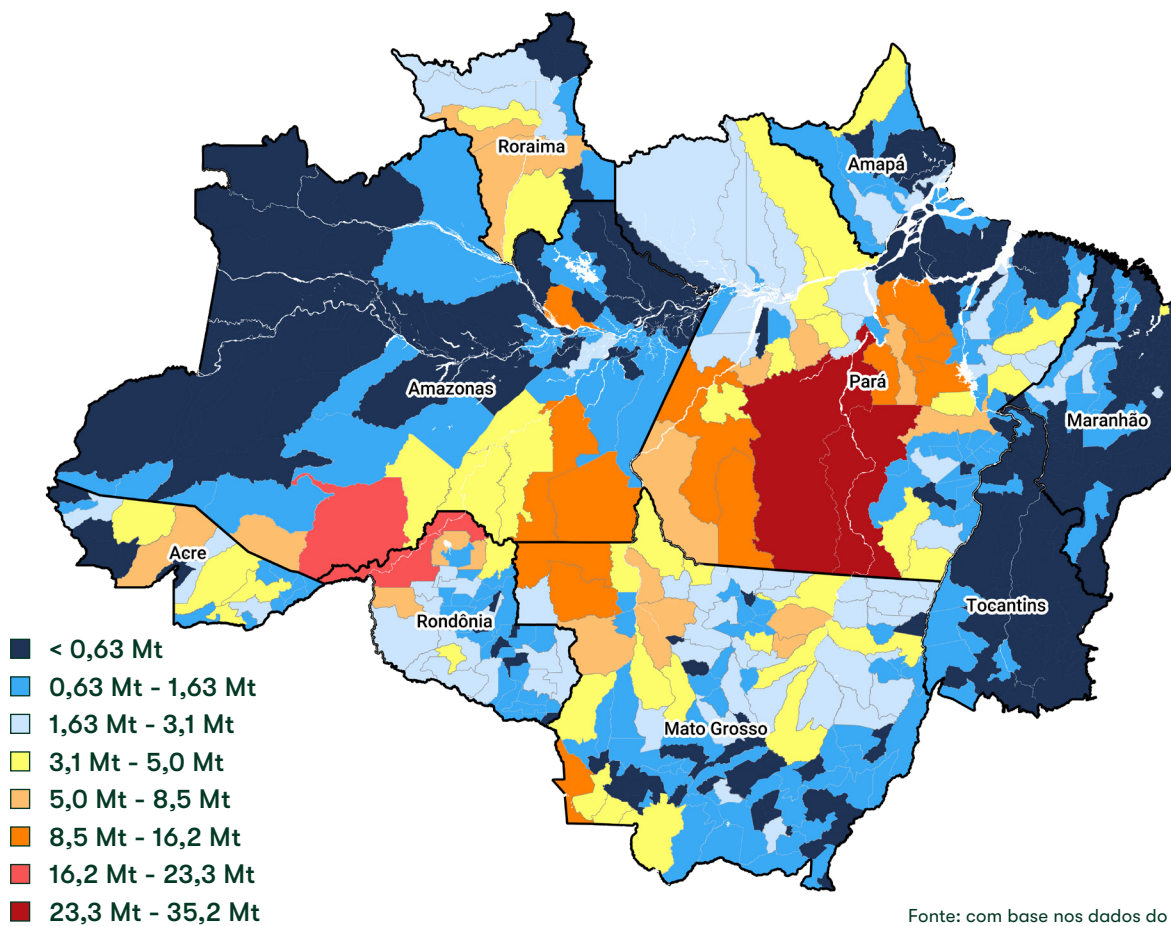 Roraima
Amapá
Amazonas
Pará
Maranhão
Acre
Rondônia
Tocantins
Mato Grosso
< 0,63 Mt
0,63 Mt - 1,63 Mt
1,63 Mt - 3,1 Mt
3,1 Mt - 5,0 Mt
5,0 Mt - 8,5 Mt
8,5 Mt - 16,2 Mt
16,2 Mt - 23,3 Mt
23,3 Mt - 35,2 Mt
Fonte: com base nos dados do